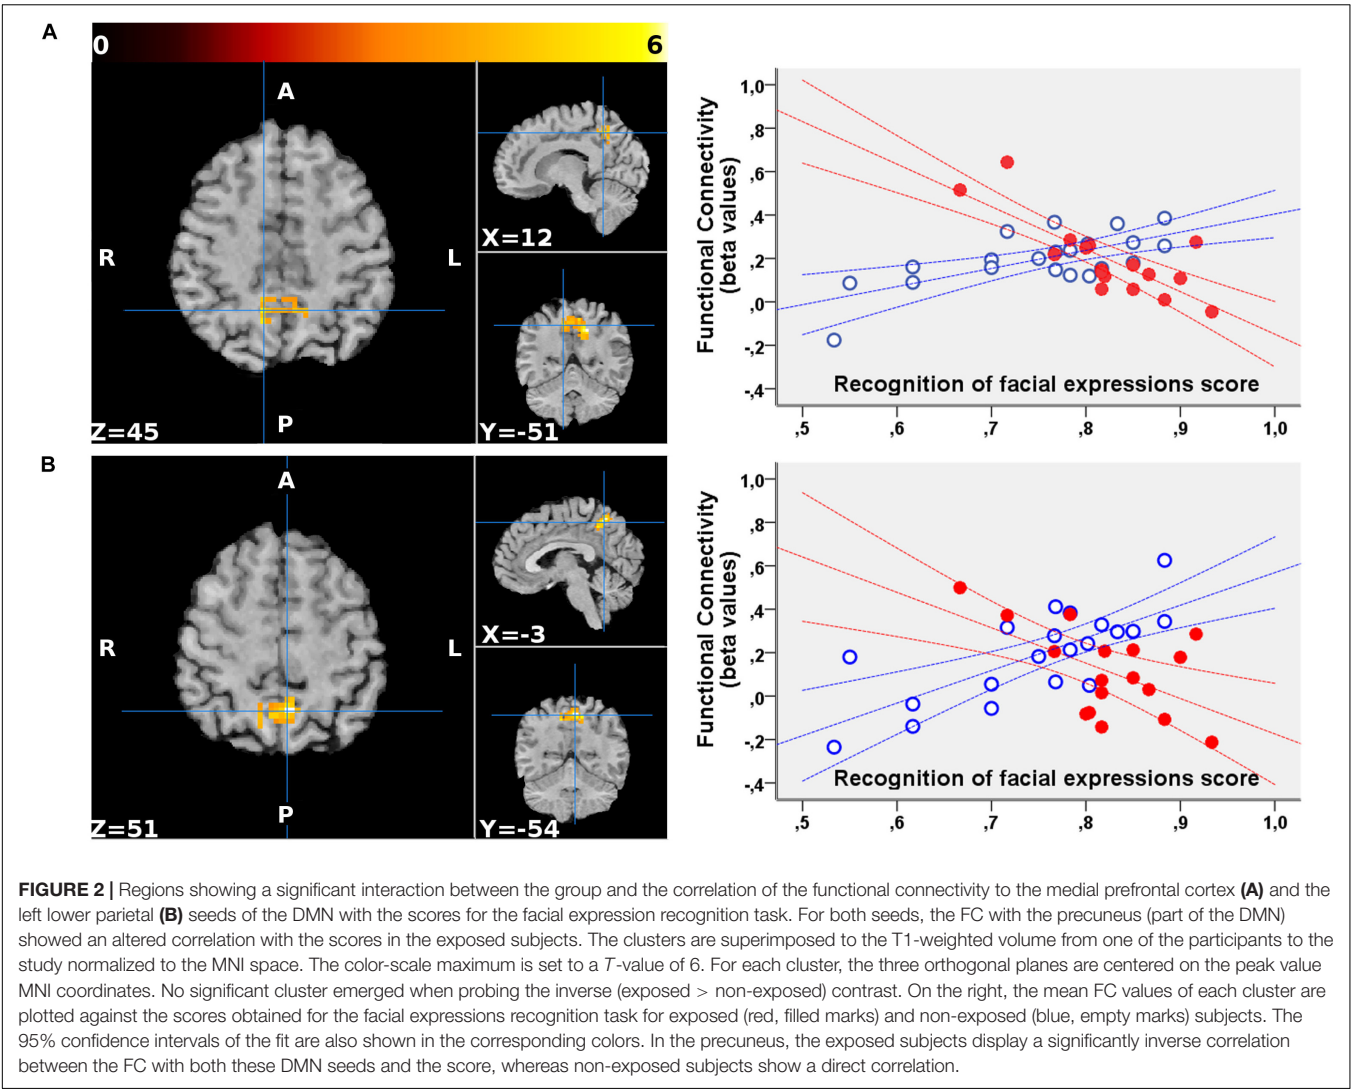 A
0 6
A
R L
P
Z=45
X=12
Y=-51
Functional Connectivity
(beta values)
1,0
,8
,6
,4
,2
,0
-,2
-,4
Recognition of facial expressions score
,5 ,6 ,7 ,8 ,9 1,0
B
A
R L
P
Z=51
X=-3
Y=-54
Functional Connectivity
(beta values)
1,0
,8
,6
,4
,2
,0
-,2
-,4
Recognition of facial expressions score
,5 ,6 ,7 ,8 ,9 1,0
FIGURE 2 | Regions showing a significant interaction between the group and the correlation of the functional connectivity to the medial prefrontal cortex (A) and the
left lower parietal (B) seeds of the DMN with the scores for the facial expression recognition task. For both seeds, the FC with the precuneus (part of the DMN)
showed an altered correlation with the scores in the exposed subjects. The clusters are superimposed to the T1-weighted volume from one of the participants to the
study normalized to the MNI space. The color-scale maximum is set to a T-value of 6. For each cluster, the three orthogonal planes are centered on the peak value
MNI coordinates. No significant cluster emerged when probing the inverse (exposed > non-exposed) contrast. On the right, the mean FC values of each cluster are
plotted against the scores obtained for the facial expressions recognition task for exposed (red, filled marks) and non-exposed (blue, empty marks) subjects. The
95% confidence intervals of the fit are also shown in the corresponding colors. In the precuneus, the exposed subjects display a significantly inverse correlation
between the FC with both these DMN seeds and the score, whereas non-exposed subjects show a direct correlation.